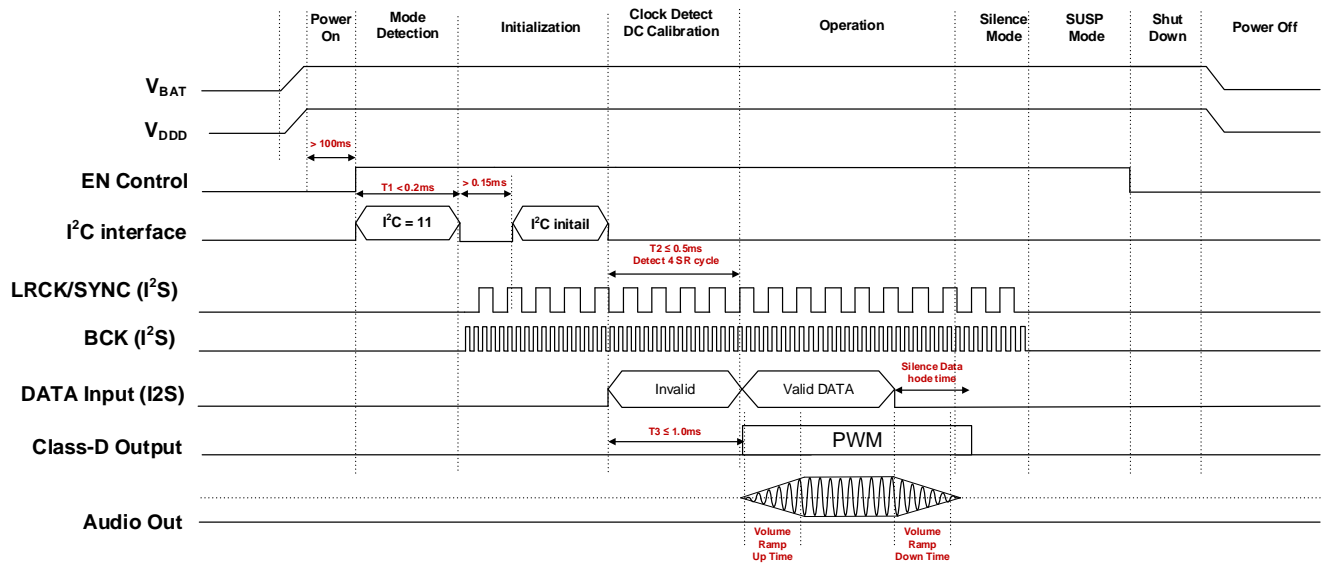 Power
On
Mode
Detection
Initialization
Clock Detect
DC Calibration
Operation
Silence
Mode
SUSP
Mode
Shut
Down
Power Off
VBAT
VDDD
> 100ms
EN Control
T1 < 0.2ms
> 0.15ms
I²C interface
I²C = 11
I²C initail
T2 ≤ 0.5ms
Detect 4 SR cycle
LRCK/SYNC (I²S)
BCK (I²S)
Silence Data
hode time
DATA Input (I2S)
Invalid
Valid DATA
T3 ≤ 1.0ms
Class-D Output
PWM
Audio Out
Volume
Ramp
Up Time
Volume
Ramp
Down Time